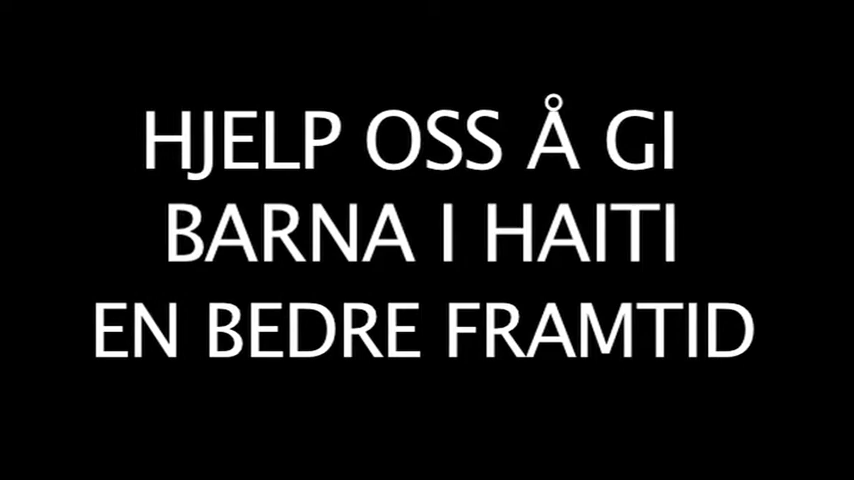 HJELP OSS Å GI
BARNA I HAITI
EN BEDRE FRAMTID